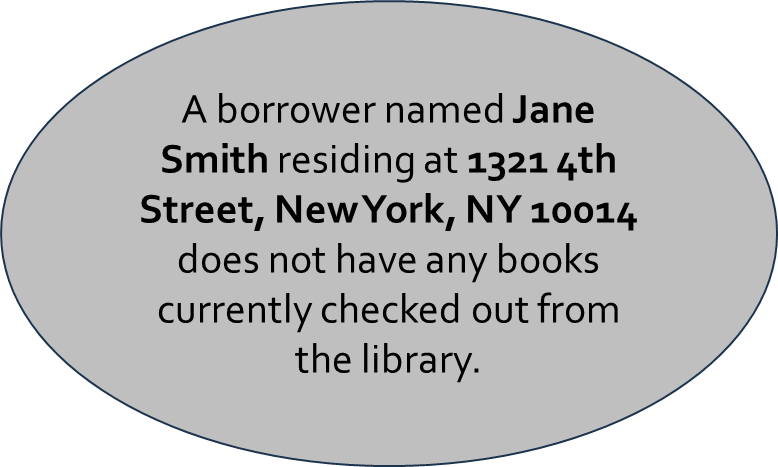 A borrower named Jane
Smith residing at 1321 4th
Street, New York, NY 10014
does not have any books
currently checked out from
the library.